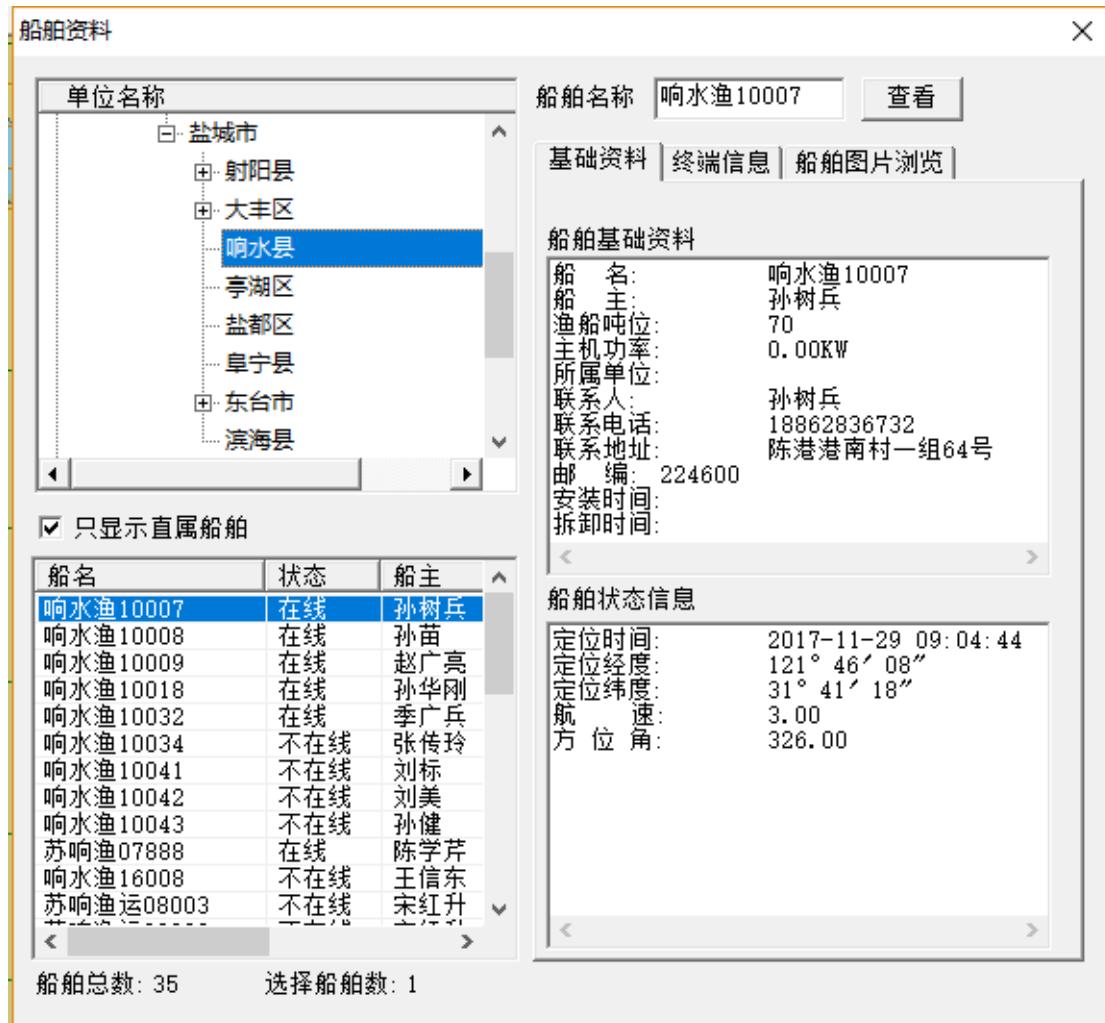 船舶资料
单位名称
盐城市
射阳县
大丰区
响水县
亭湖区
盐都区
阜宁县
东台市
滨海县
只显示直属船舶
船名 状态 船主
响水渔10007 在线 孙树兵
响水渔10008 在线 孙苗
响水渔10009 在线 赵广亮
响水渔10018 在线 孙华刚
响水渔10032 在线 季广兵
响水渔10034 不在线 张传玲
响水渔10041 不在线 刘标
响水渔10042 不在线 刘美
响水渔10043 不在线 孙健
苏响渔07888 在线 陈学芹
响水渔16008 不在线 王信东
苏响渔运08003 不在线 宋红升
船舶总数: 35 选择船舶数: 1
船舶名称 响水渔10007 查看
基础资料 终端信息 船舶图片浏览
船舶基础资料
船 名: 响水渔10007
船 主: 孙树兵
渔船吨位: 70
主机功率: 0.00KW
所属单位:
联系人: 孙树兵
联系电话: 18862836732
联系地址: 陈港港南村一组64号
邮 编: 224600
安装时间:
拆卸时间:
船舶状态信息
定位时间: 2017-11-29 09:04:44
定位经度: 121° 46′ 08″
定位纬度: 31° 41′ 18″
航 速: 3.00
方 位 角: 326.00